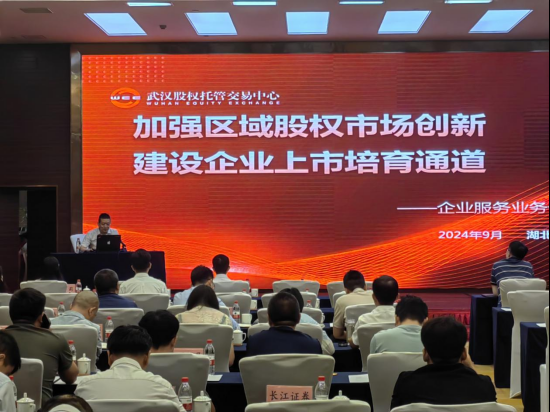 WEE
武汉股权托管交易中心
WUHAN EQUITY EXCHANGE
加强区域股权市场创新
建设企业上市培育通道
——企业服务业务
2024年9月 湖北
长江证券